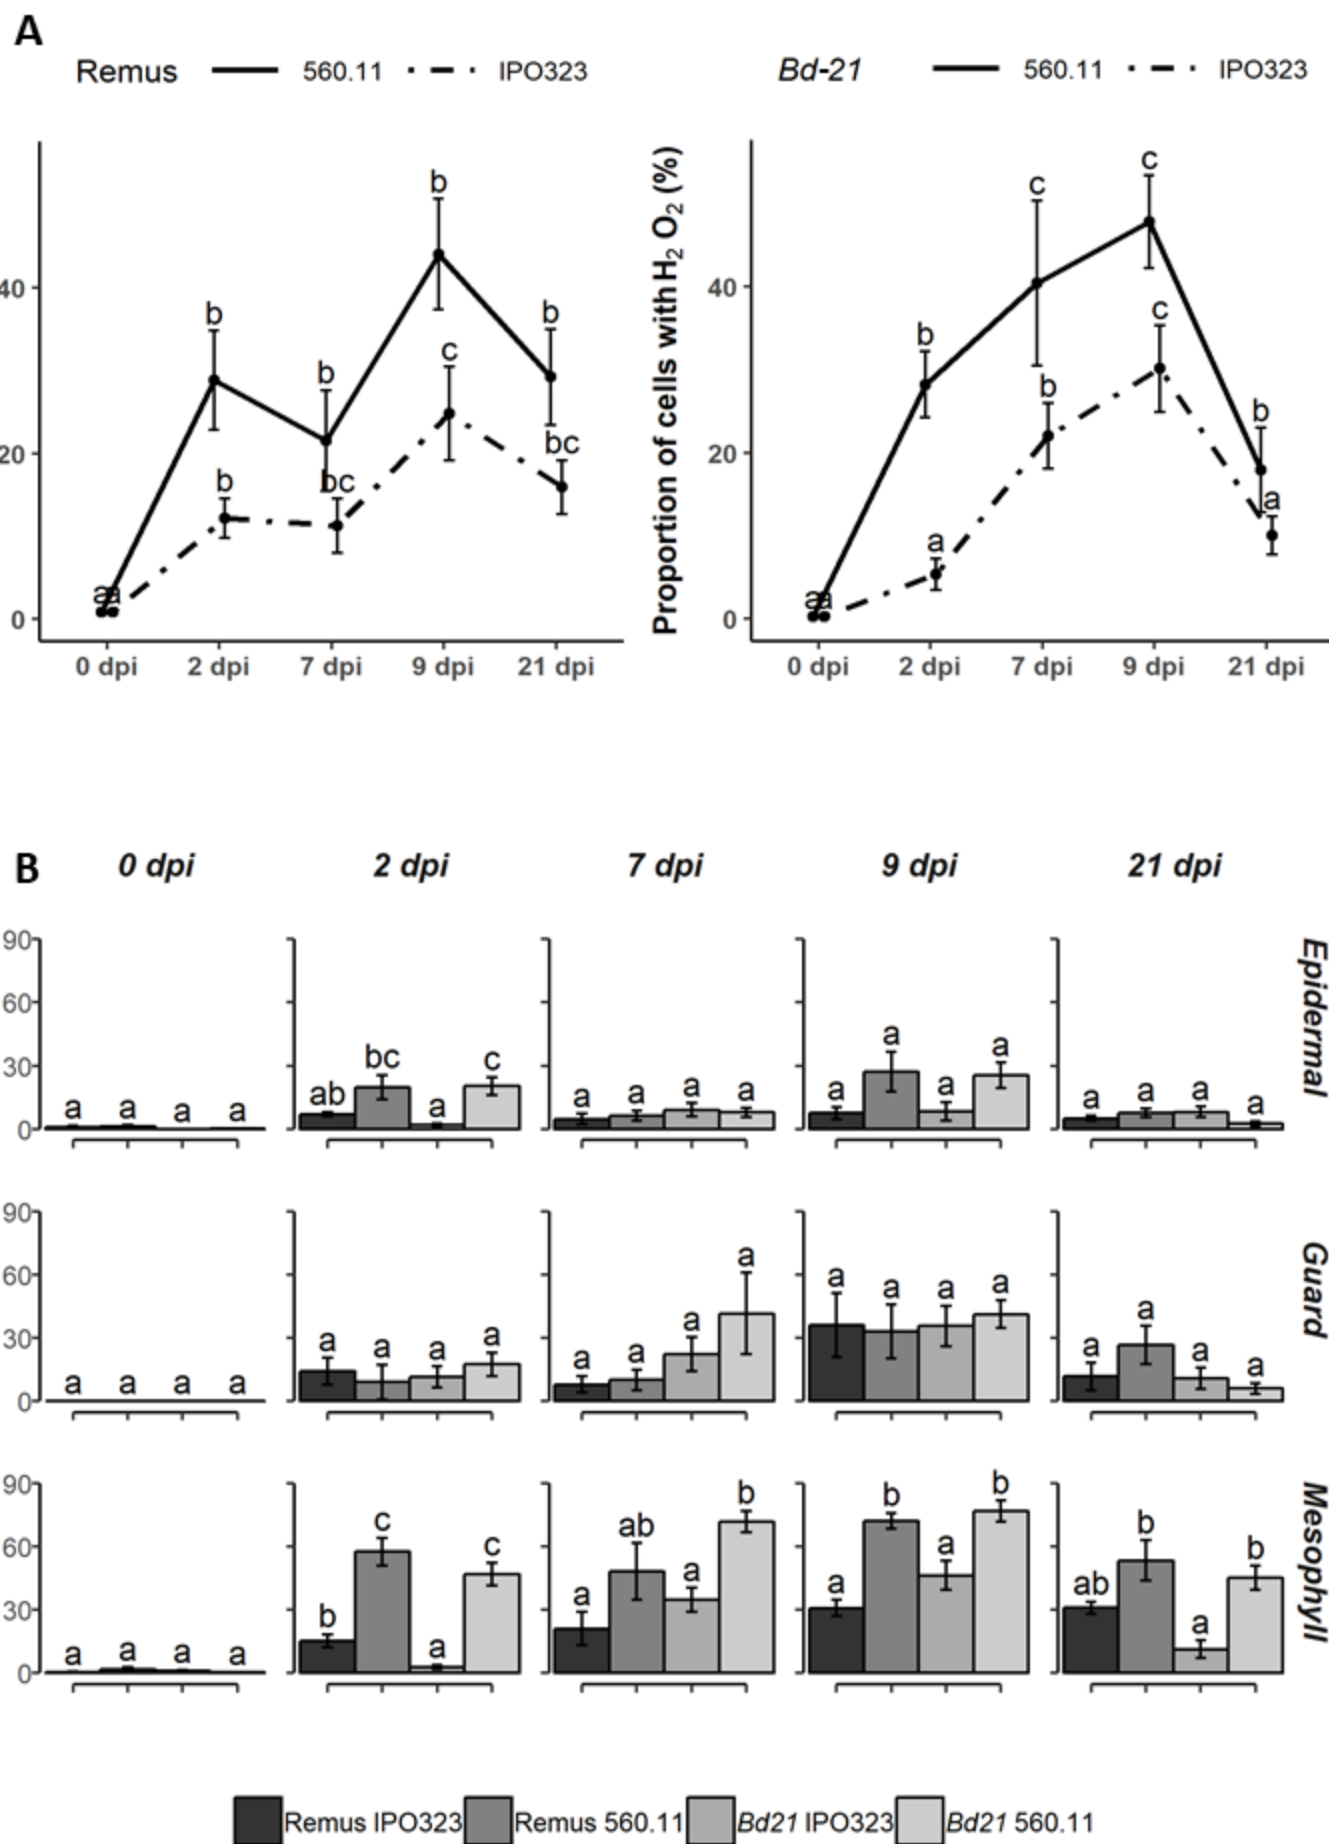 A
Remus 560.11 IPO323
Bd-21 560.11 IPO323
Proportion of cells with H2 O2 (%)
40
20
0
a a b b b bc b c b bc
0 dpi 2 dpi 7 dpi 9 dpi 21 dpi
40
20
0
a a b a c b c c b a
0 dpi 2 dpi 7 dpi 9 dpi 21 dpi
B
0 dpi 2 dpi 7 dpi 9 dpi 21 dpi
Epidermal
90
60
30
0
a a a a ab bc a c a a a a a a a a a a a a
Guard
90
60
30
0
a a a a a a a a a a a a a a a a a a a a
Mesophyll
90
60
30
0
a a a a b c a c a ab a b a b a b ab b a b
Remus IPO323 Remus 560.11 Bd21 IPO323 Bd21 560.11